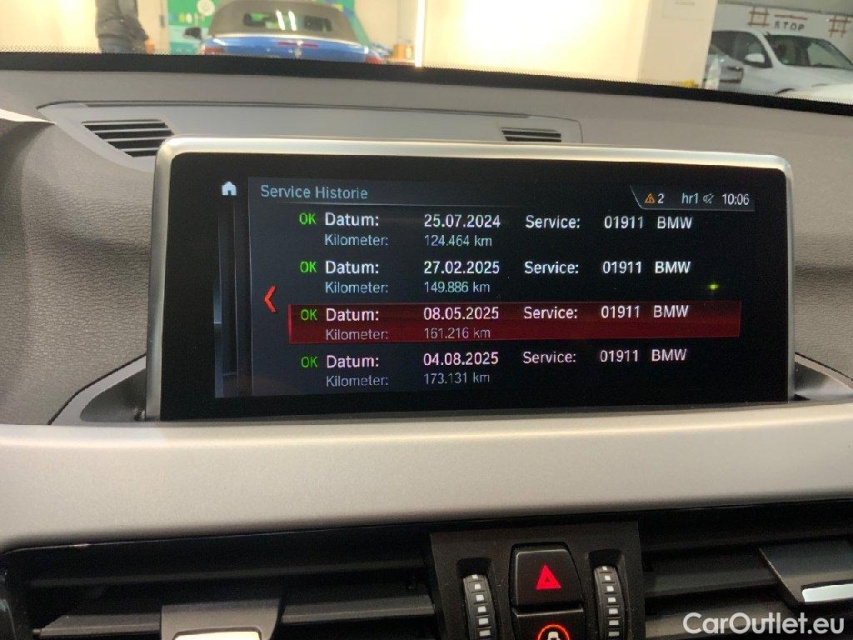 STOP
Service Historie
2 hr1 10:06
OK Datum: 25.07.2024 Service: 01911 BMW
Kilometer: 124.464 km
OK Datum: 27.02.2025 Service: 01911 BMW
Kilometer: 149.886 km
OK Datum: 08.05.2025 Service: 01911 BMW
Kilometer: 161.216 km
OK Datum: 04.08.2025 Service: 01911 BMW
Kilometer: 173.131 km
CarOutlet.eu